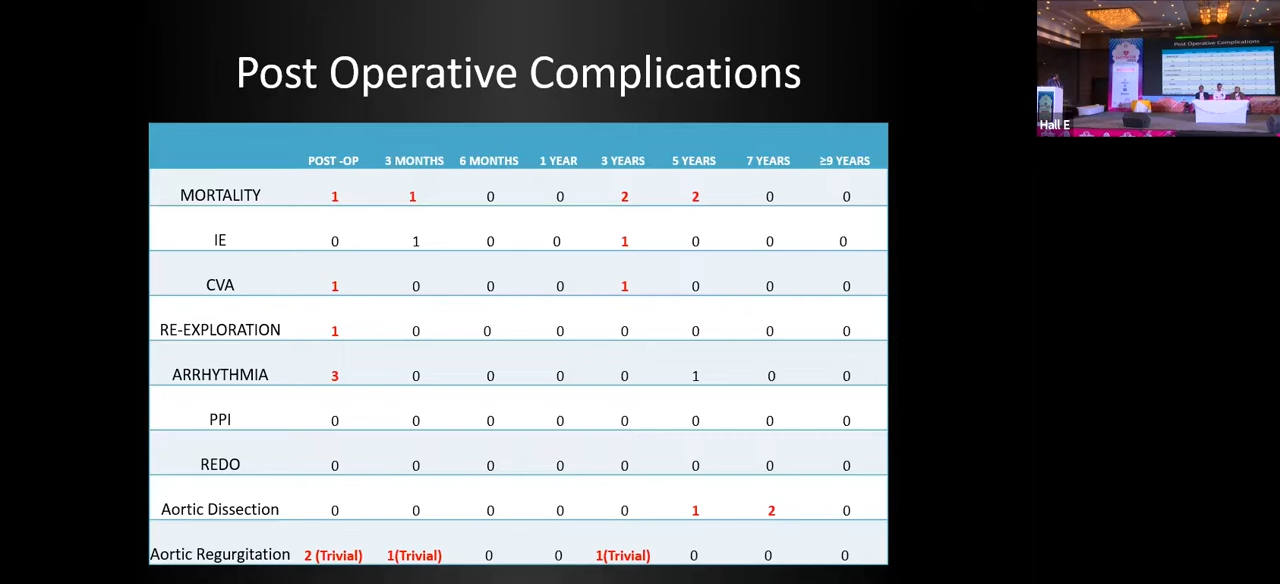 Post Operative Complications
POST -OP 3 MONTHS 6 MONTHS 1 YEAR 3 YEARS 5 YEARS 7 YEARS ≥9 YEARS
MORTALITY 1 1 0 0 2 2 0 0
IE 0 1 0 0 1 0 0 0
CVA 1 0 0 0 1 0 0 0
RE-EXPLORATION 1 0 0 0 0 0 0 0
ARRHYTHMIA 3 0 0 0 0 1 0 0
PPI 0 0 0 0 0 0 0 0
REDO 0 0 0 0 0 0 0 0
Aortic Dissection 0 0 0 0 0 1 2 0
Aortic Regurgitation 2 (Trivial) 1(Trivial) 0 0 1(Trivial) 0 0 0
Post Operative Complications
Hall E